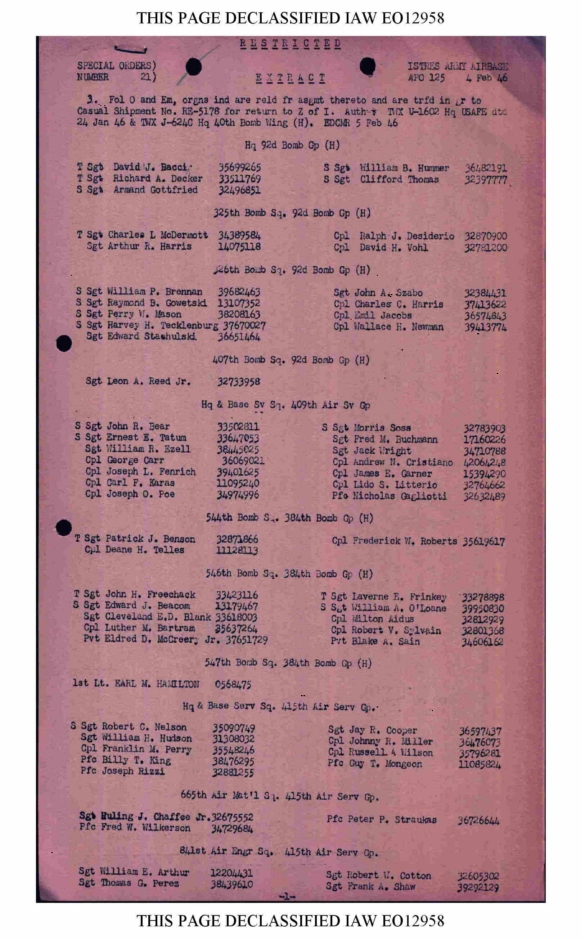 THIS PAGE DECLASSIFIED IAW EO12958
RESTRICTED
SPECIAL ORDERS) ISTRES ARMY AIRBASE
NUMBER 21) EXTRACT APO 125 4 Feb 46
3. Fol O and Em, orgns ind are reld fr asgmt thereto and are trfd in gr to
Casual Shipment No. RE-5178 for return to Z of I. Auth: TWX U-1602 Hq USAFE dtd
24 Jan 46 & TWX J-624C Hq 40th Bomb Wing (H). EDCMR 5 Feb 46
Hq 92d Bomb Gp (H)
T Sgt David J. Bacci 35699265 S Sgt William B. Hummer 36482191
T Sgt Richard A. Decker 33511769 S Sgt Clifford Thomas 32397777
S Sgt Armand Gottfried 32496851
325th Bomb Sq. 92d Bomb Gp (H)
T Sgt Charles L McDermott 34389584 Cpl Ralph J. Desiderio 32870900
Sgt Arthur R. Harris 14075118 Cpl David H. Vohl 32781200
326th Bomb Sq. 92d Bomb Gp (H)
S Sgt William P. Brennan 39682463 Sgt John A. Szabo 32384431
S Sgt Raymond B. Gowetski 13107352 Cpl Charles C. Harris 37413622
S Sgt Perry W. Mason 38208163 Cpl Emil Jacobs 36574843
S Sgt Harvey H. Tecklenburg 37670027 Cpl Wallace H. Newman 39413774
Sgt Edward Stashulski 36651464
407th Bomb Sq. 92d Bomb Gp (H)
Sgt Leon A. Reed Jr. 32733958
Hq & Base Sv Sq. 409th Air Sv Gp
S Sgt John R. Bear 33502811 S Sgt Morris Soss 32783903
S Sgt Ernest E. Tatum 33647053 Sgt Fred M. Buchmann 17160226
Sgt William R. Ezell 38445025 Sgt Jack Wright 34710788
Cpl George Carr 36069021 Cpl Andrew N. Cristiano 42064248
Cpl Joseph L. Fenrich 39401625 Cpl James E. Garner 15394290
Cpl Carl F. Karas 11095240 Cpl Lido S. Litterio 32764662
Cpl Joseph O. Poe 34974996 Pfc Nicholas Gagliotti 32632489
544th Bomb Sq. 384th Bomb Gp (H)
T Sgt Patrick J. Benson 32871866 Cpl Frederick W. Roberts 35619617
Cpl Deane H. Telles 11128113
546th Bomb Sq. 384th Bomb Gp (H)
T Sgt John H. Freechack 33423116 T Sgt Laverne E. Frinkey 33278898
S Sgt Edward J. Beacom 13179467 S Sgt William A. O'Loane 39950830
Sgt Cleveland E.D. Blank 33618003 Cpl Milton Aidus 32812929
Cpl Luther M. Bartram 35637264 Cpl Robert V. Sylvain 32801368
Pvt Eldred D. McCreery Jr. 37651729 Pvt Blake A. Sain 34606162
547th Bomb Sq. 384th Bomb Gp (H)
1st Lt. EARL M. HAMILTON 0568475
Hq & Base Serv Sq. 415th Air Serv Gp.
S Sgt Robert C. Nelson 35090749 Sgt Jay R. Cooper 36597437
Sgt William H. Hudson 31308032 Cpl Johnny R. Miller 36476073
Cpl Franklin M. Perry 35548246 Cpl Russell A Wilson 35796281
Pfc Billy T. King 38476295 Pfc Guy T. Mongeon 11085824
Pfc Joseph Rizzi 32881255
665th Air Mat'l Sq. 415th Air Serv Gp.
Sgt Huling J. Chaffee Jr. 32675552 Pfc Peter P. Straukas 36726644
Pfc Fred W. Wilkerson 34729684
841st Air Engr Sq. 415th Air Serv Gp.
Sgt William E. Arthur 12204431 Sgt Robert W. Cotton 32605302
Sgt Thomas G. Perez 38439610 Sgt Frank A. Shaw 39292129
-1-
THIS PAGE DECLASSIFIED IAW EO12958